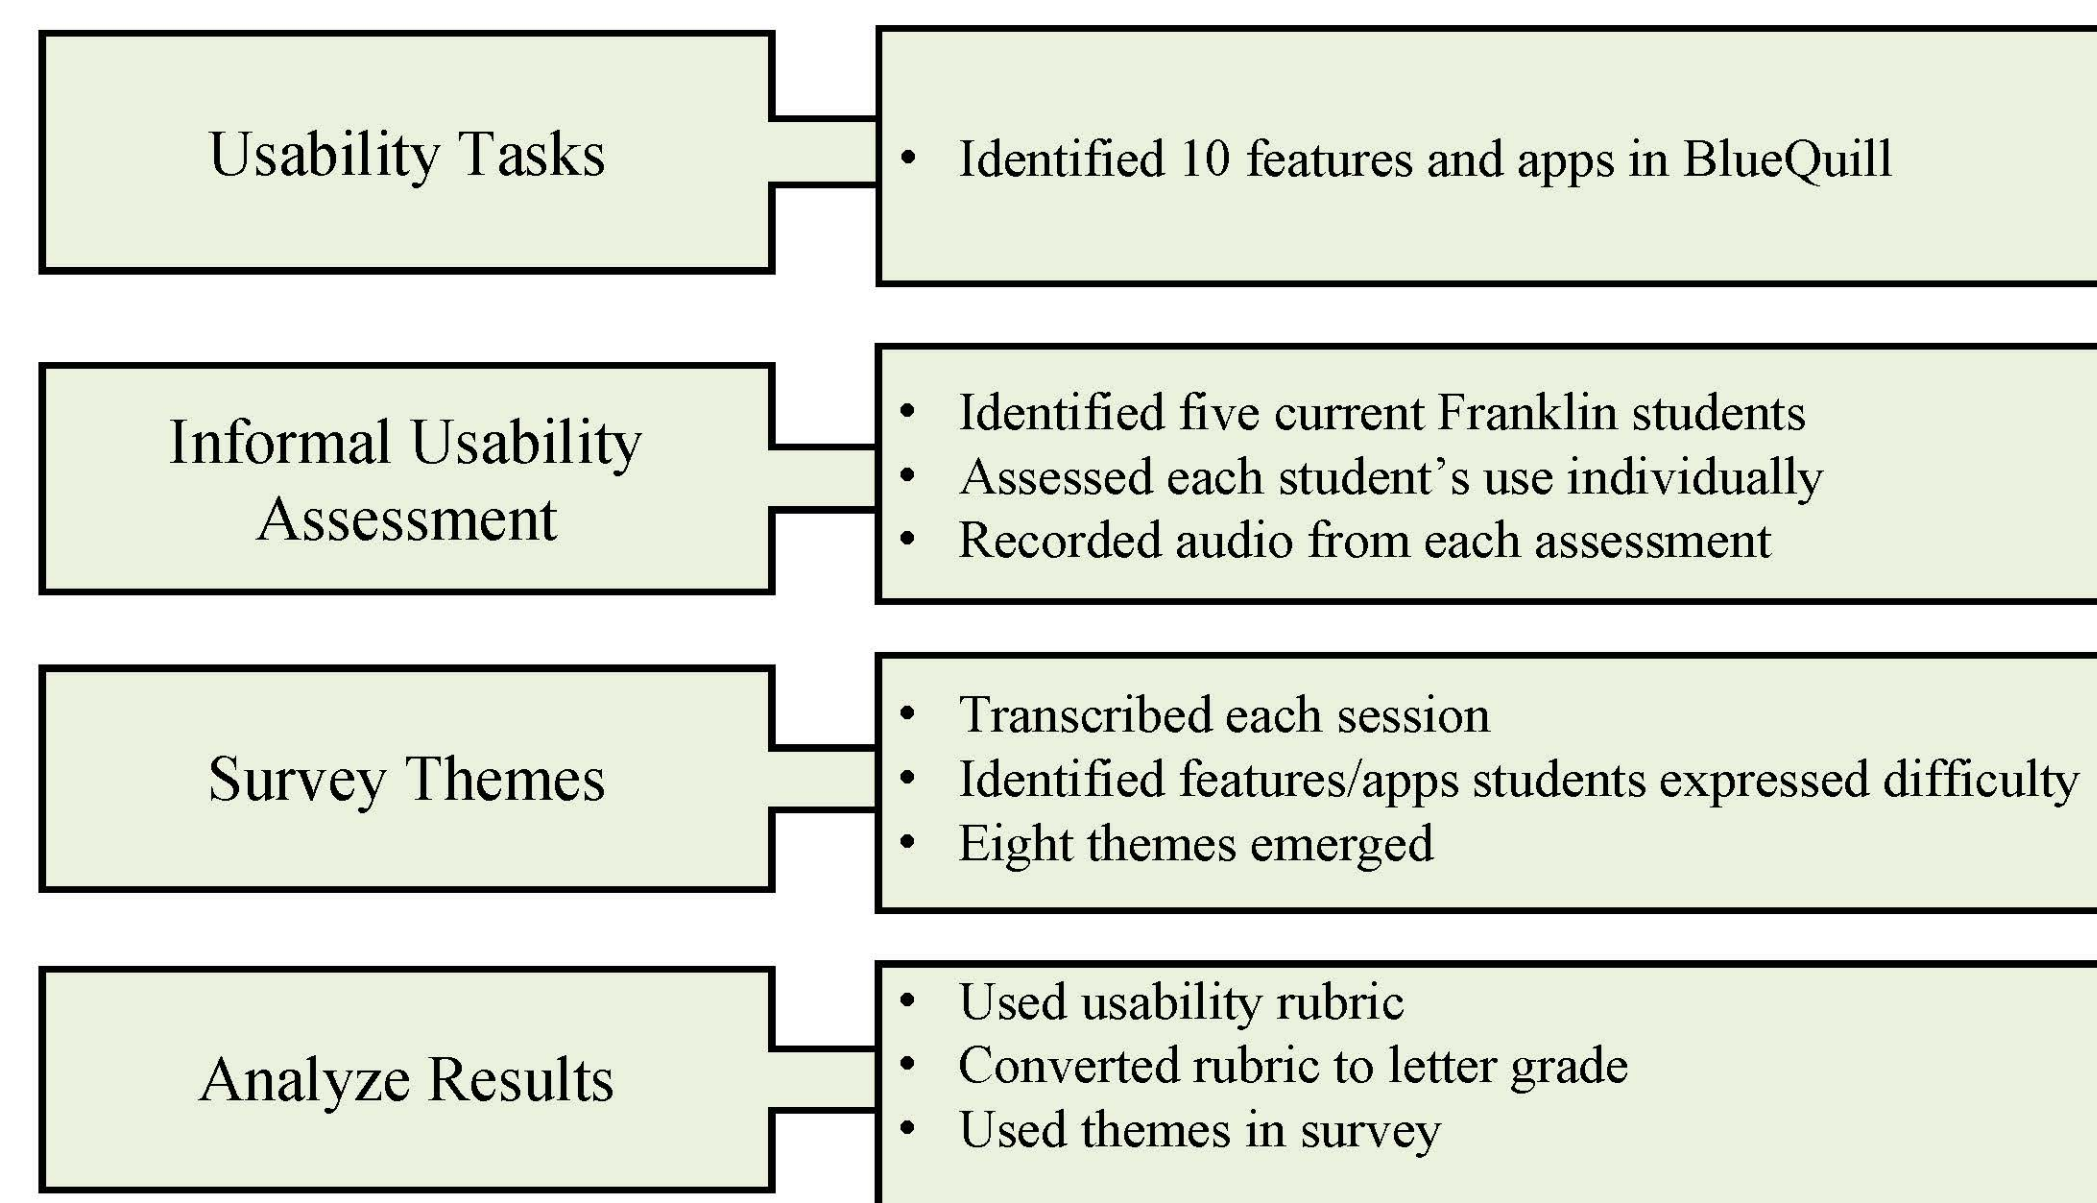 Usability Tasks
• Identified 10 features and apps in BlueQuill
Informal Usability
Assessment
• Identified five current Franklin students
• Assessed each student’s use individually
• Recorded audio from each assessment
Survey Themes
• Transcribed each session
• Identified features/apps students expressed difficulty
• Eight themes emerged
Analyze Results
• Used usability rubric
• Converted rubric to letter grade
• Used themes in survey